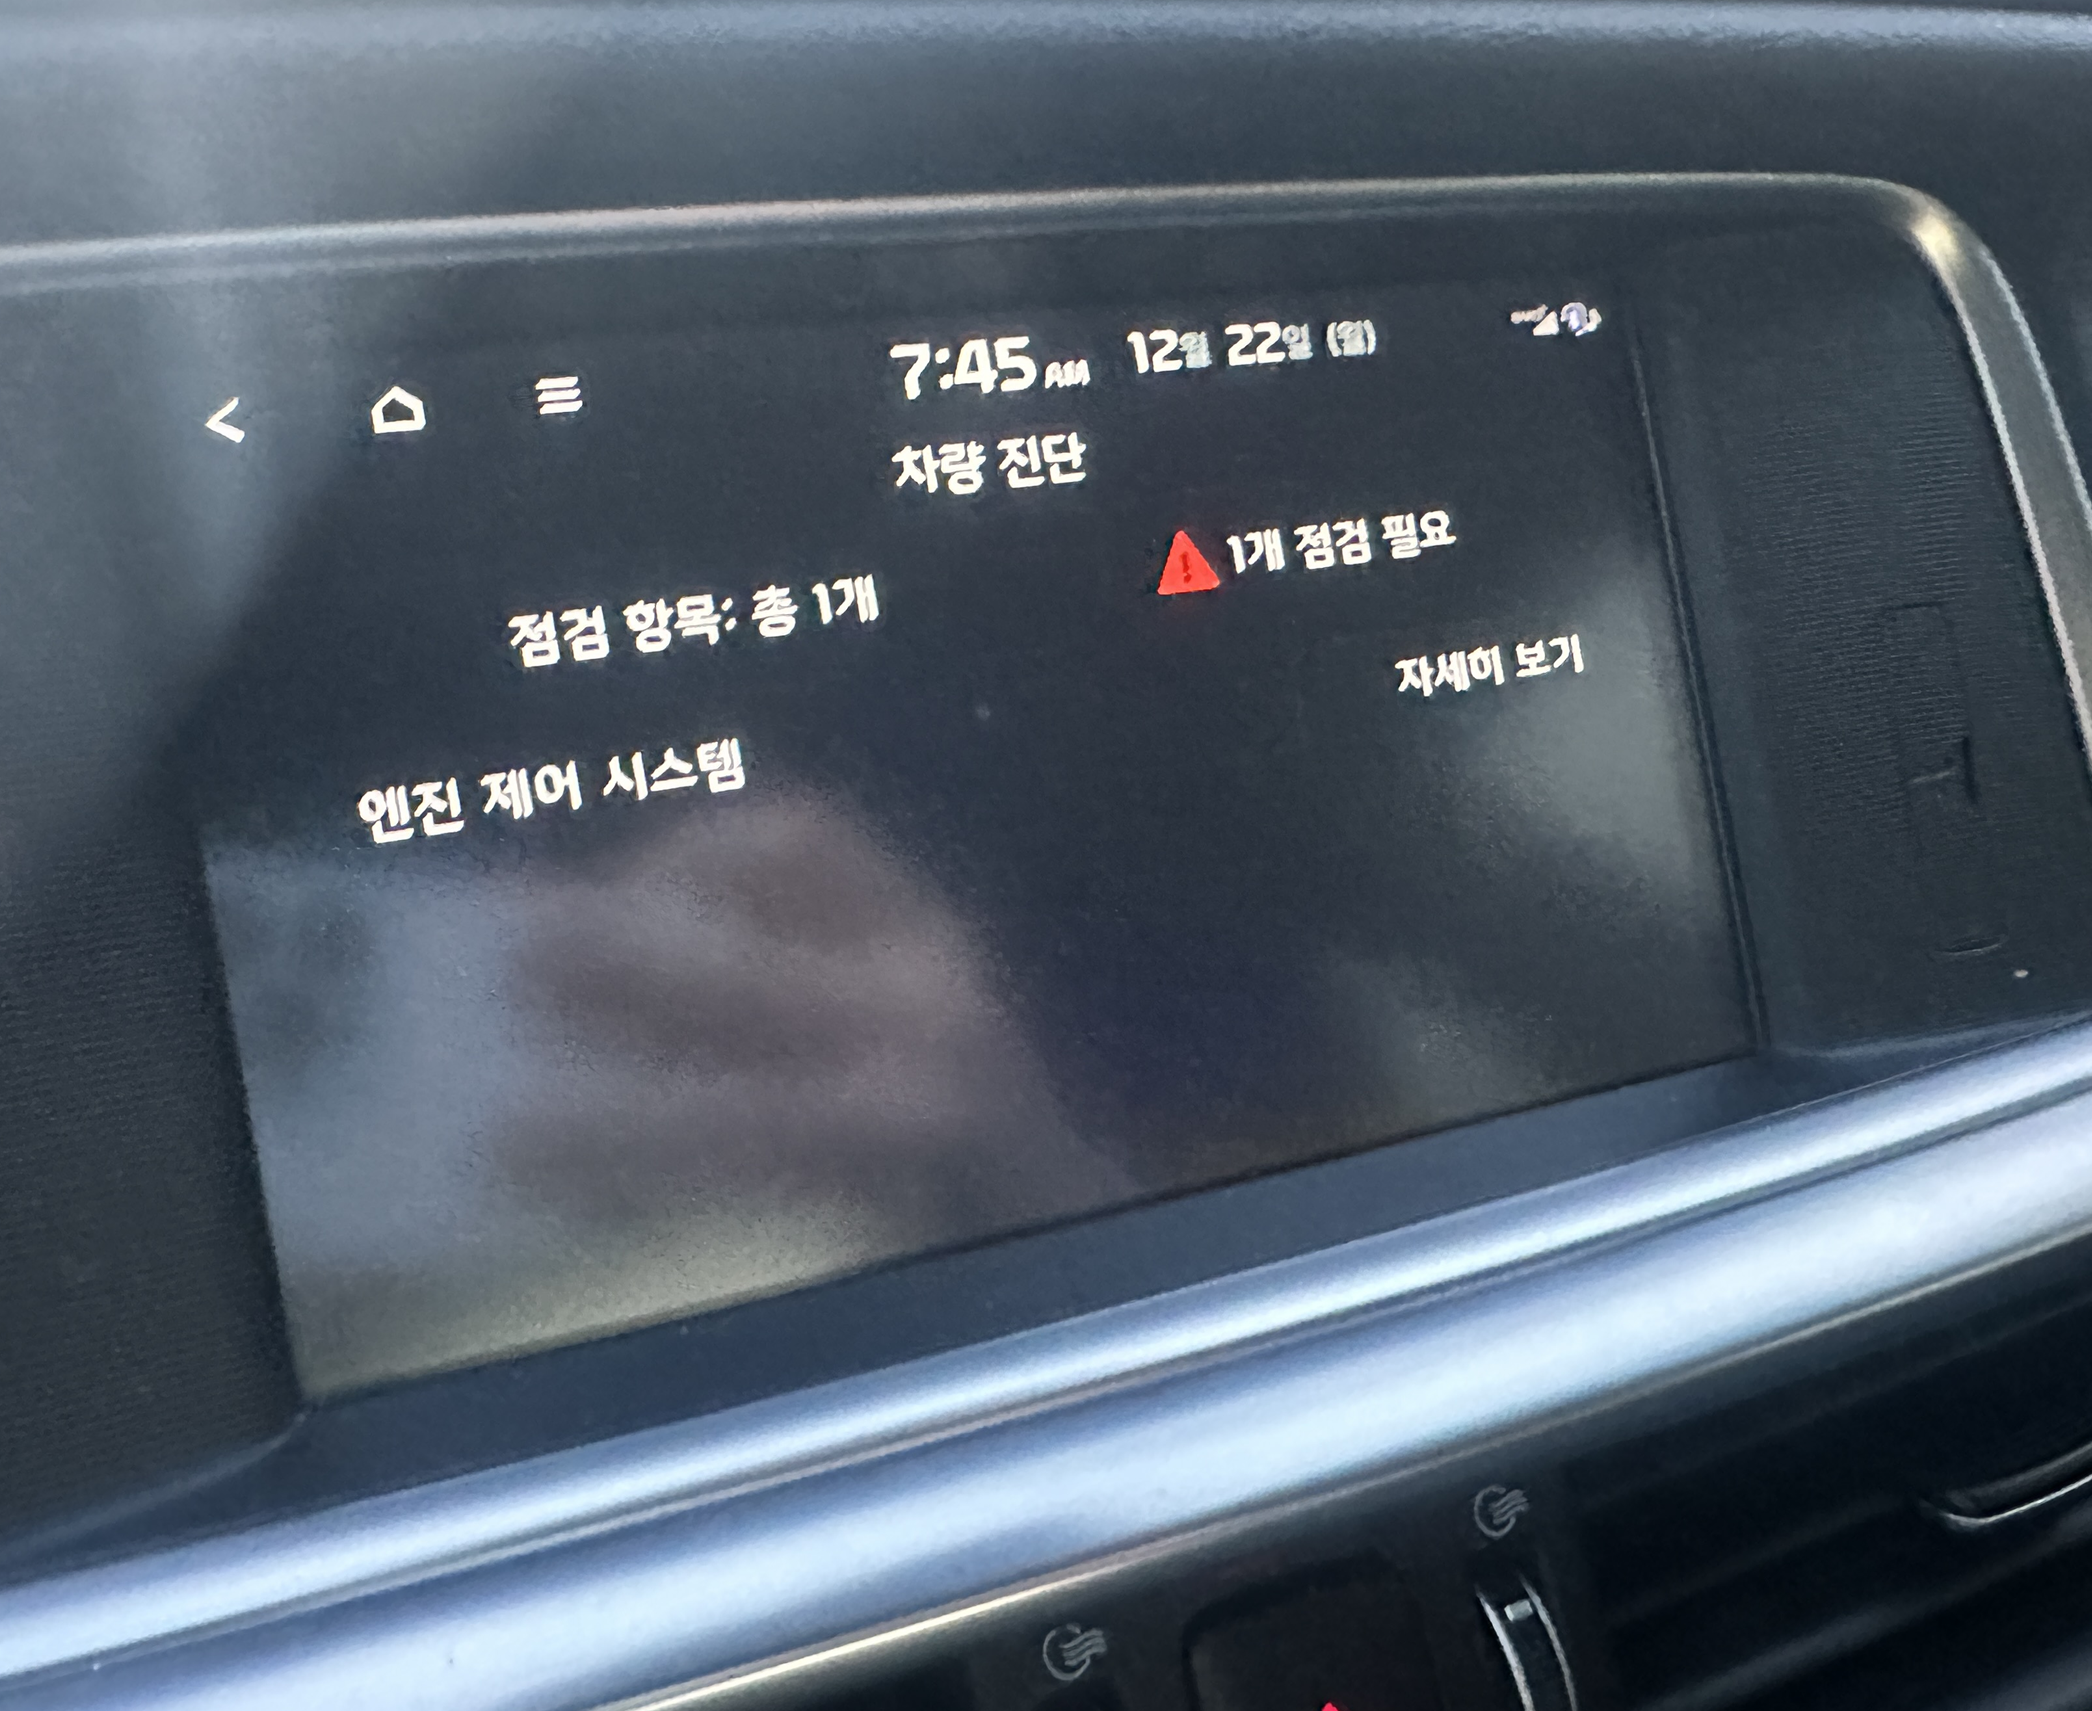 7:45 AM 12월 22일 (월)
차량 진단
점검 항목: 총 1개
1개 점검 필요
자세히 보기
엔진 제어 시스템